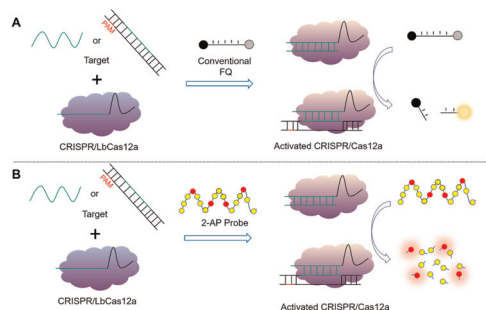 A
or
PAM
Target
+
CRISPR/LbCas12a
Conventional
FQ
Activated CRISPR/Cas12a
B
or
PAM
Target
+
CRISPR/LbCas12a
2-AP Probe
Activated CRISPR/Cas12a